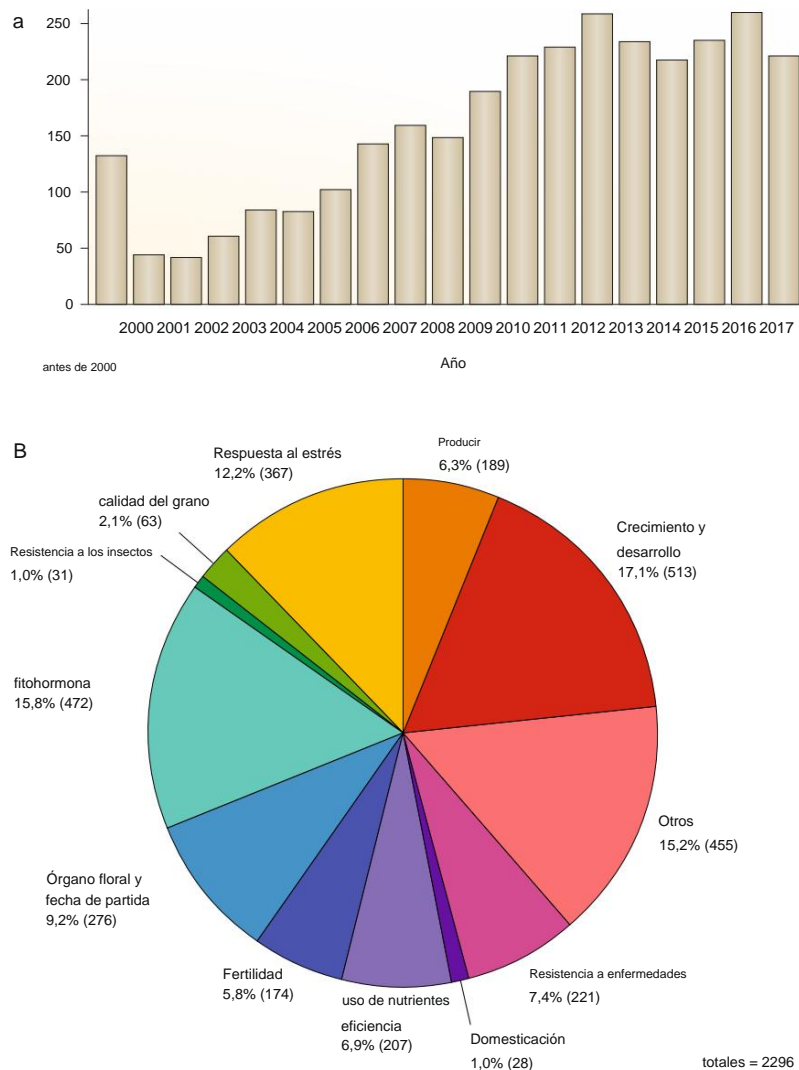 a
250
200
150
100
50
0
2000 2001 2002 2003 2004 2005 2006 2007 2008 2009 2010 2011 2012 2013 2014 2015 2016 2017
antes de 2000
Año
B
Producir
6,3% (189)
Crecimiento y
desarrollo
17,1% (513)
Otros
15,2% (455)
Resistencia a enfermedades
7,4% (221)
Domesticación
1,0% (28)
uso de nutrientes
eficiencia
6,9% (207)
Fertilidad
5,8% (174)
Órgano floral y
fecha de partida
9,2% (276)
fitohormona
15,8% (472)
Resistencia a los insectos
1,0% (31)
calidad del grano
2,1% (63)
Respuesta al estrés
12,2% (367)
totales = 2296